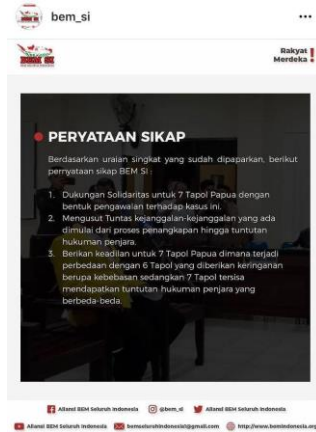 bem_si
BEM SI
Rakyat
Merdeka
PERYATAAN SIKAP
Berdasarkan uraian singkat yang sudah dipaparkan, berikut
pernyataan sikap BEM SI :
1. Dukungan Solidaritas untuk 7 Tapol Papua dengan
bentuk pengawalan terhadap kasus ini.
2. Mengusut Tuntas kejanggalan-kejanggalan yang ada
dimulai dari proses penangkapan hingga tuntutan
hukuman penjara.
3. Berikan keadilan untuk 7 Tapol Papua dimana terjadi
perbedaan dengan 6 Tapol yang diberikan keringanan
berupa kebebasan sedangkan 7 Tapol tersisa
mendapatkan tuntutan hukuman penjara yang
berbeda-beda.
Aliansi BEM Seluruh Indonesia @bem_si Aliansi BEM Seluruh Indonesia
Aliansi BEM Seluruh Indonesia bemseluruhindonesia1@gmail.com http://www.bemindonesia.org